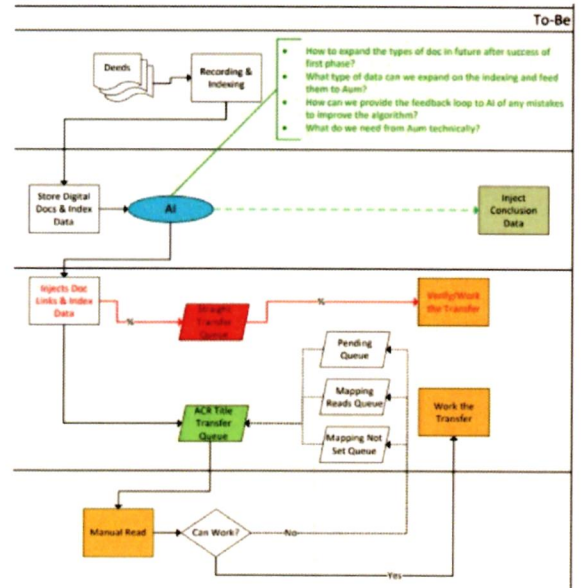 To-Be
How to expand the types of doc in future after success of
first phase?
What type of data can we expand on the indexing and feed
them to Aum?
How can we provide the feedback loop to AI of any mistakes
to improve the algorithm?
What do we need from Aum technically?
Deeds
Recording &
Indexing
Store Digital
Docs & Index
Data
AI
Inject
Conclusion
Data
Injects Doc
Links & Index
Data
%
Straight
Transfer
Queue
%
Verify/Work
the Transfer
Pending
Queue
Mapping
Reads Queue
Mapping Not
Set Queue
ACR Title
Transfer
Queue
Work the
Transfer
Manual Read
Can Work?
No
Yes